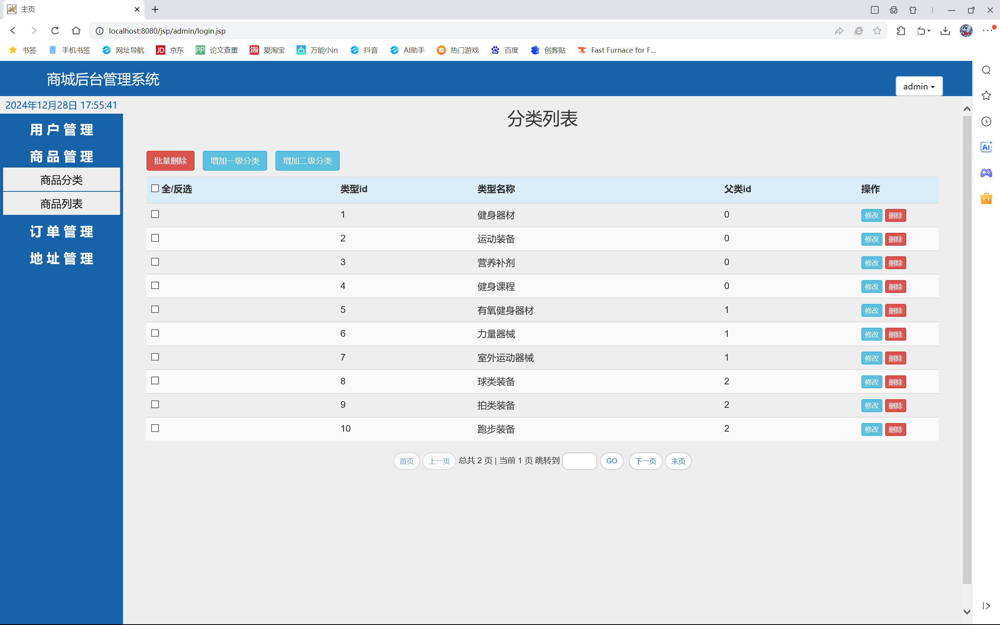 主页
1
localhost:8080/jsp/admin/login.jsp
3
书签 手机书签 网址导航 JD 京东 PP 论文查重 淘 爱淘宝 万能小in 抖音 AI助手 热门游戏 du 百度 创客贴 Fast Furnace for F...
商城后台管理系统
admin
2024年12月28日 17:55:41
用户管理
商品管理
商品分类
商品列表
订单管理
地址管理
分类列表
批量删除 增加一级分类 增加二级分类
全/反选 类型id 类型名称 父类id 操作
1 健身器材 0 修改 删除
2 运动装备 0 修改 删除
3 营养补剂 0 修改 删除
4 健身课程 0 修改 删除
5 有氧健身器材 1 修改 删除
6 力量器械 1 修改 删除
7 室外运动器械 1 修改 删除
8 球类装备 2 修改 删除
9 拍类装备 2 修改 删除
10 跑步装备 2 修改 删除
首页 上一页 总共 2 页 | 当前 1 页 跳转到 GO 下一页 末页
AI